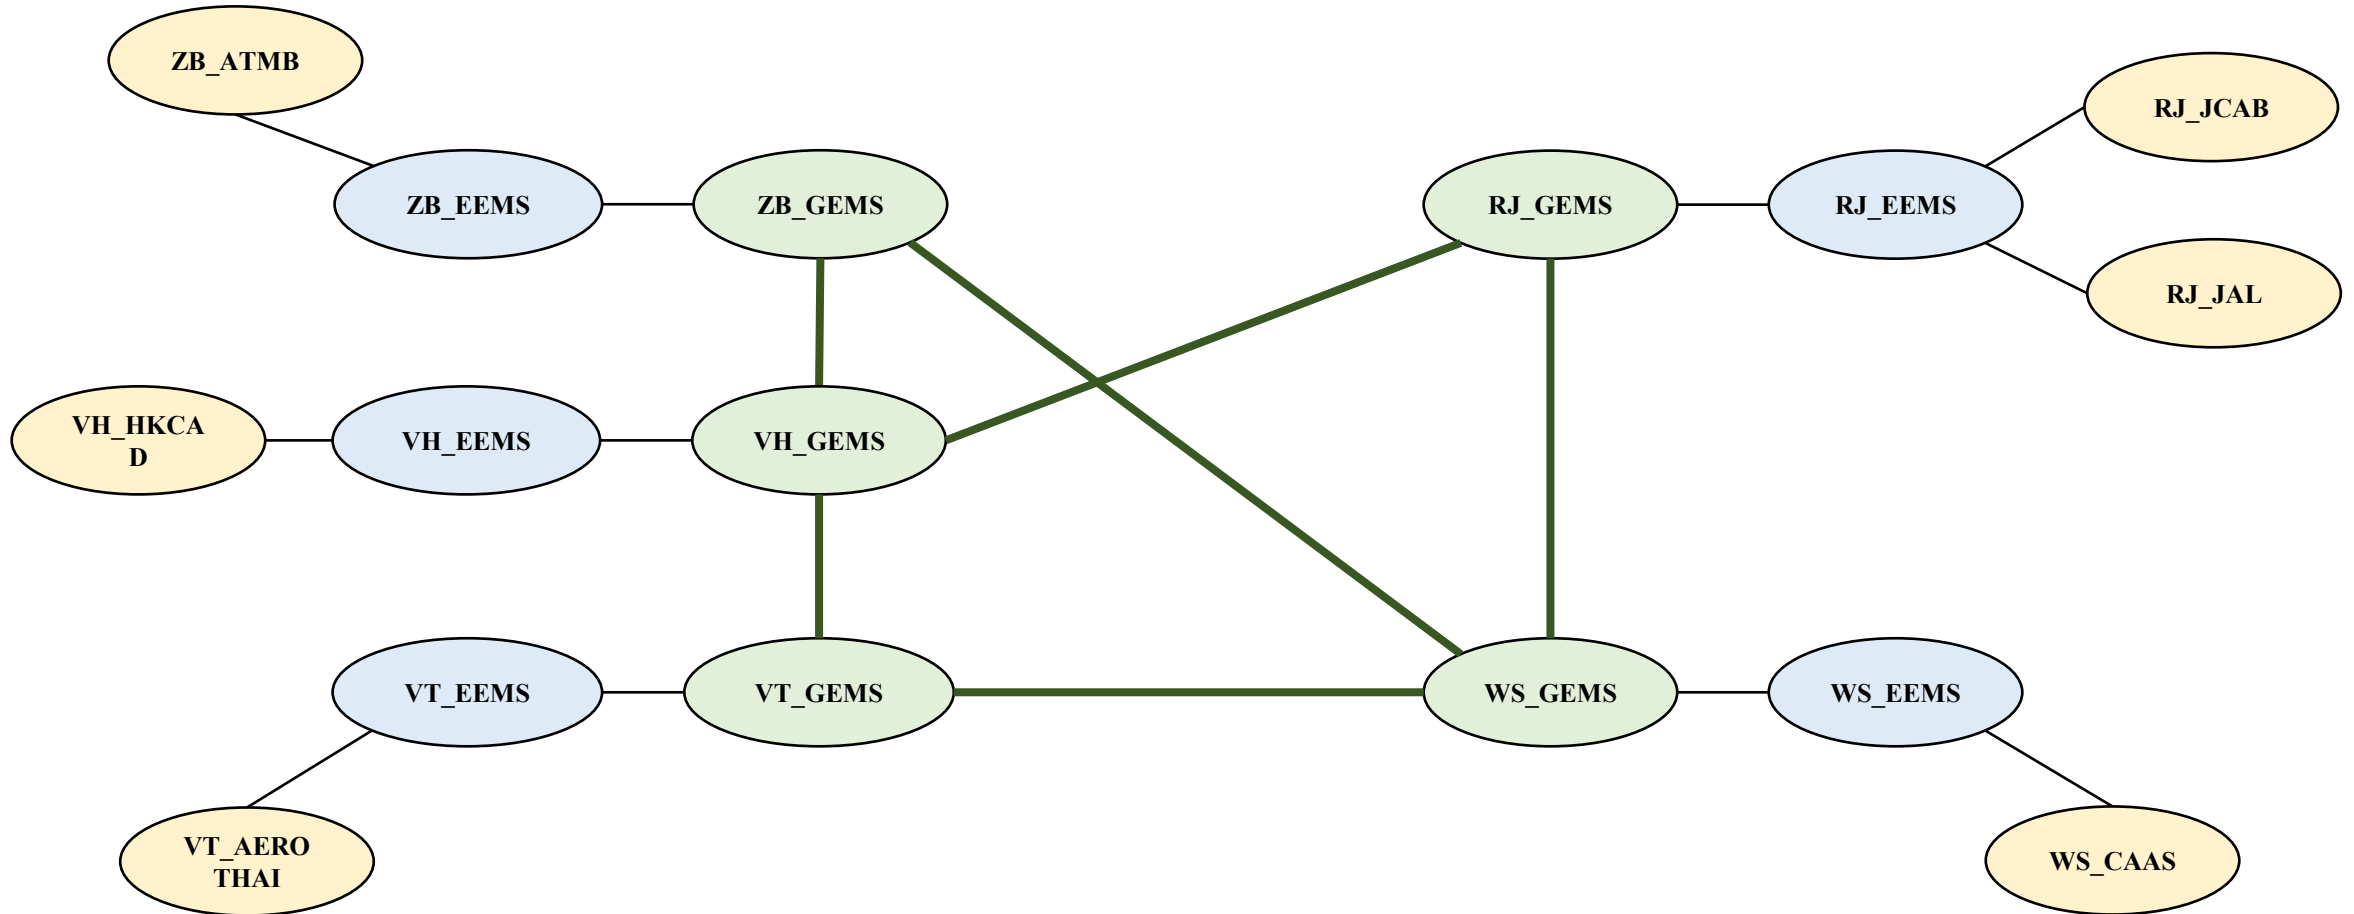 ZB_ATMB
RJ_JCAB
ZB_EEMS
ZB_GEMS
RJ_GEMS
RJ_EEMS
RJ_JAL
VH_HKCA
D
VH_EEMS
VH_GEMS
VT_EEMS
VT_GEMS
WS_GEMS
WS_EEMS
VT_AERO
THAI
WS_CAAS